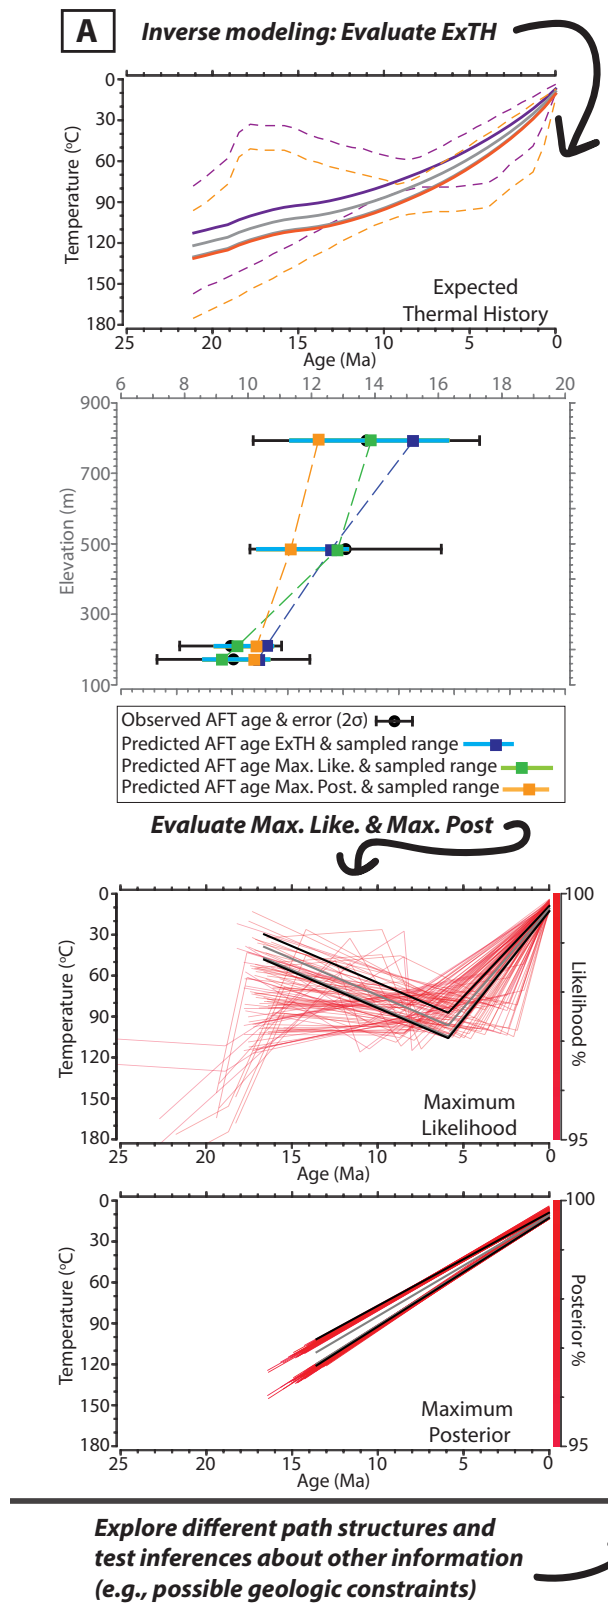 A
Inverse modeling: Evaluate ExTH
0
30
60
90
120
150
180
Temperature (°C)
Expected
Thermal History
25 20 15 10 5 0
Age (Ma)
6 8 10 12 14 16 18 20
900
700
500
300
100
Elevation (m)
Observed AFT age & error (2σ)
Predicted AFT age ExTH & sampled range
Predicted AFT age Max. Like. & sampled range
Predicted AFT age Max. Post. & sampled range
Evaluate Max. Like. & Max. Post
0
30
60
90
120
150
180
Temperature (°C)
Maximum
Likelihood
100
95
Likelihood %
25 20 15 10 5 0
Age (Ma)
0
30
60
90
120
150
180
Temperature (°C)
Maximum
Posterior
100
95
Posterior %
25 20 15 10 5 0
Age (Ma)
Explore different path structures and
test inferences about other information
(e.g., possible geologic constraints)